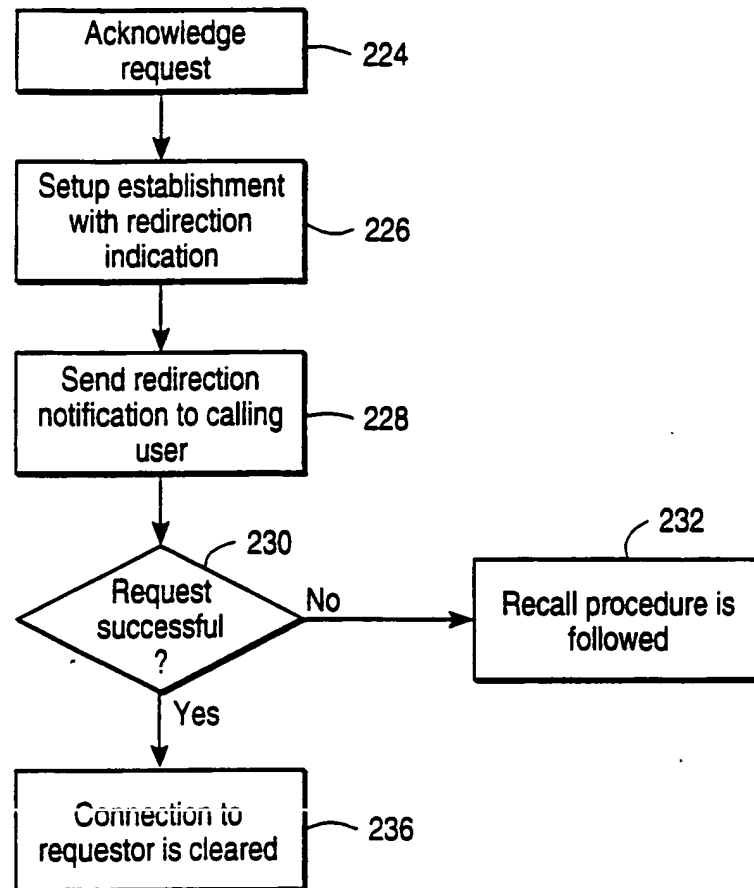 Acknowledge
request
224
Setup establishment
with redirection
indication
226
Send redirection
notification to calling
user
228
230
Request
successful
?
No
232
Recall procedure is
followed
Yes
Connection to
requestor is cleared
236